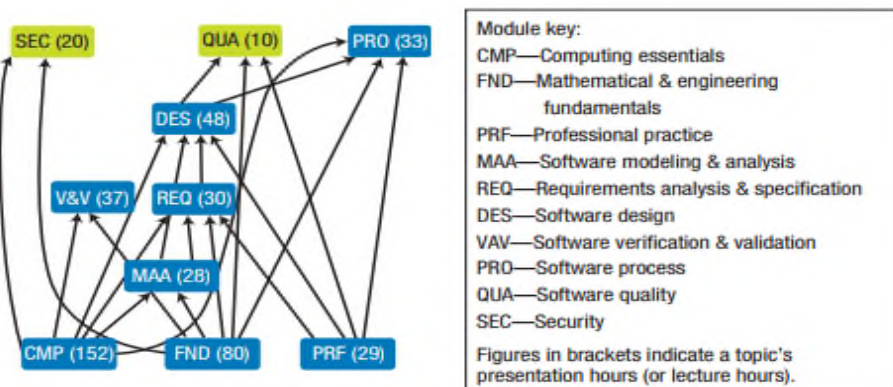 SEC (20)
QUA (10)
PRO (33)
DES (48)
V&V (37)
REQ (30)
MAA (28)
CMP (152)
FND (80)
PRF (29)
Module key:
CMP—Computing essentials
FND—Mathematical & engineering
fundamentals
PRF—Professional practice
MAA—Software modeling & analysis
REQ—Requirements analysis & specification
DES—Software design
VAV—Software verification & validation
PRO—Software process
QUA—Software quality
SEC—Security
Figures in brackets indicate a topic's
presentation hours (or lecture hours).